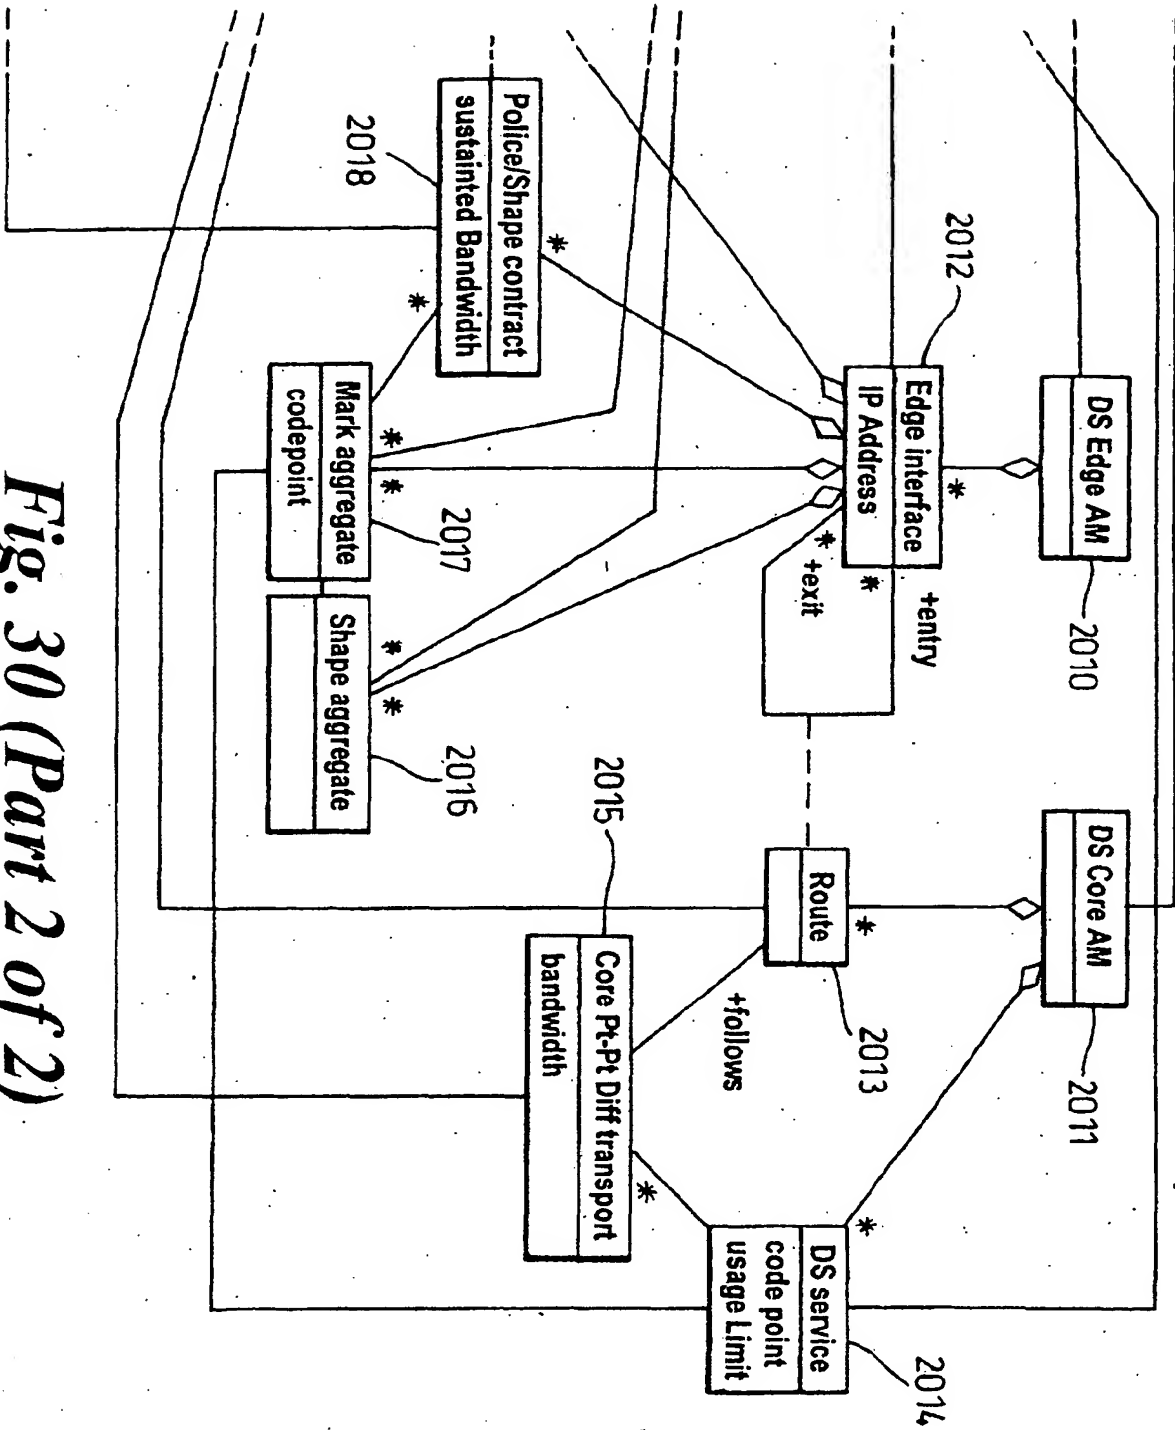 DS Edge AM
2010
DS Core AM
2011
2012
*
Edge interface
IP Address
+entry
*
*
+exit
*
Route
2013
*
DS service
code point
usage Limit
2014
+follows
*
Police/Shape contract
sustainted Bandwidth
2018
*
*
2015
Core Pt-Pt Diff transport
bandwidth
*
*
Mark aggregate
codepoint
2017
*
*
Shape aggregate
2016
Fig. 30 (Part 2 of 2)